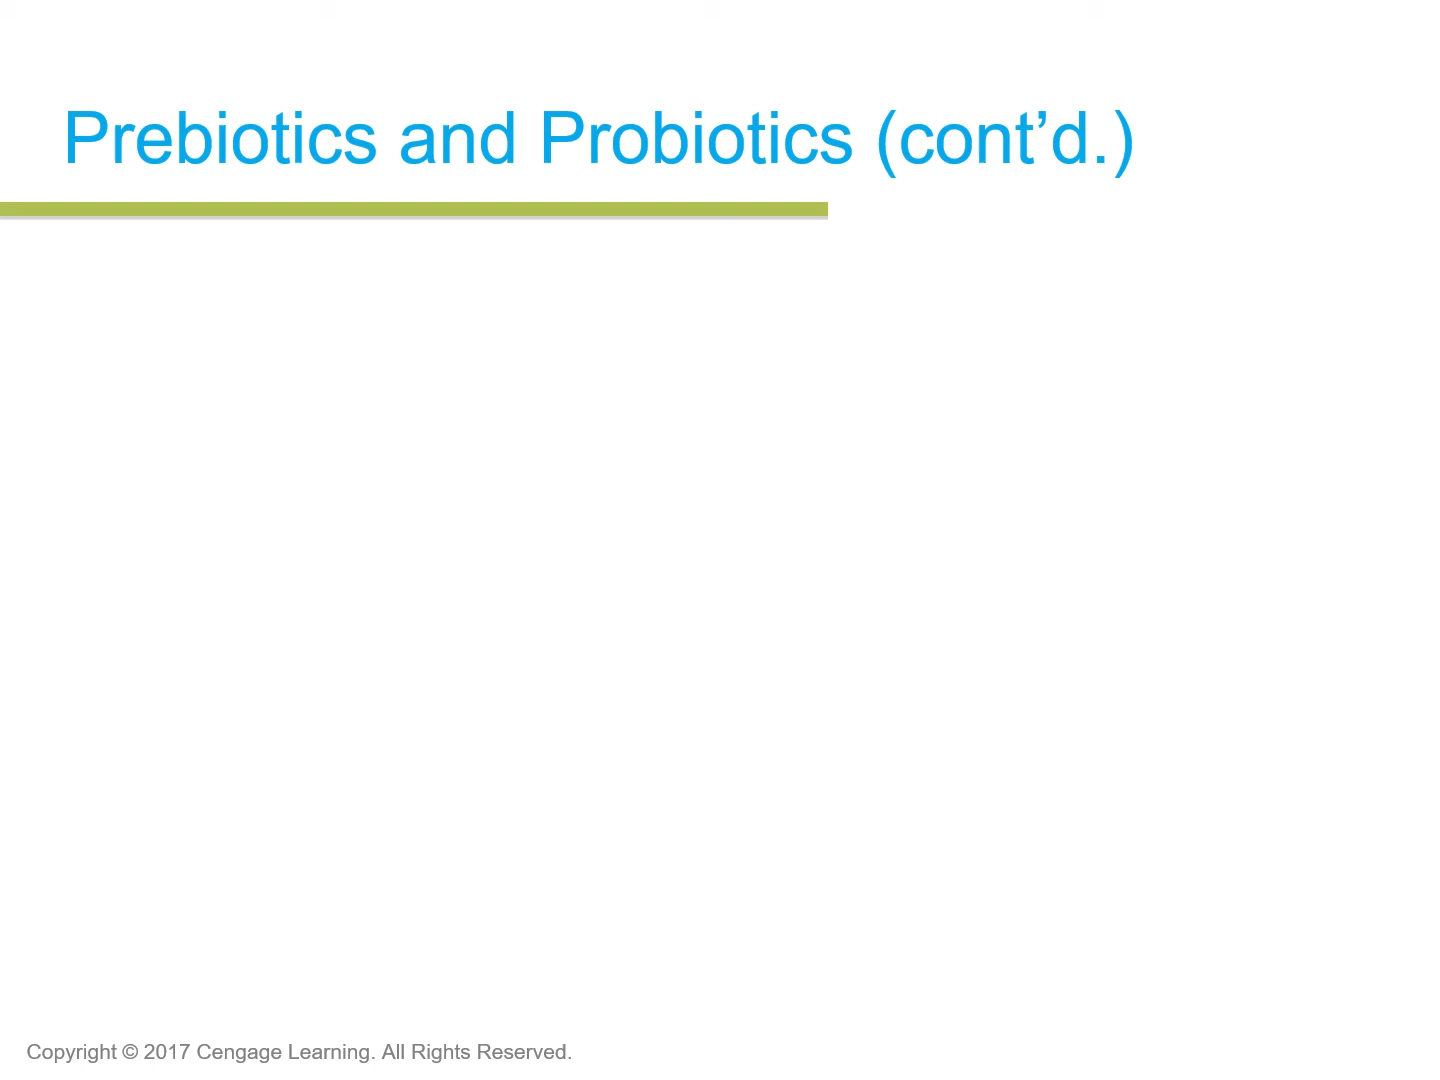 Prebiotics and Probiotics (cont’d.)
Copyright © 2017 Cengage Learning. All Rights Reserved.